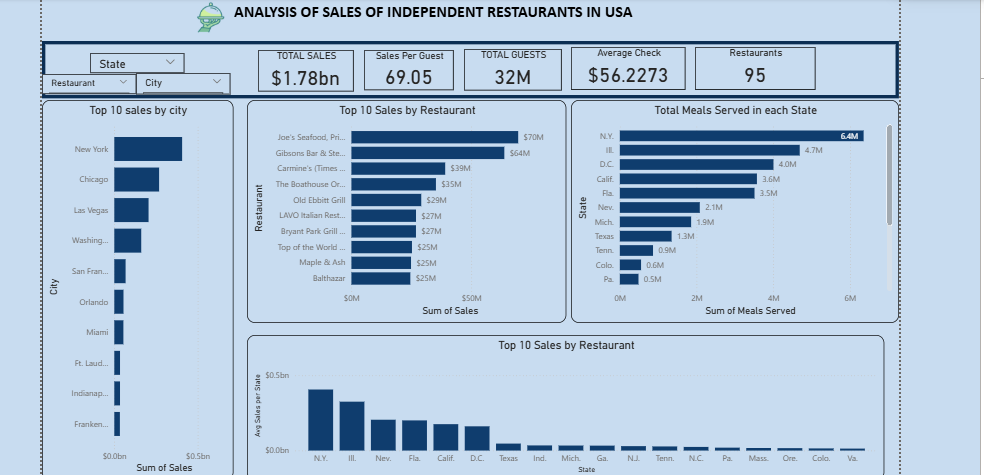 ANALYSIS OF SALES OF INDEPENDENT RESTAURANTS IN USA
State
Restaurant
City
TOTAL SALES
$1.78bn
Sales Per Guest
69.05
TOTAL GUESTS
32M
Average Check
$56.2273
Restaurants
95
Top 10 sales by city
City
New York
Chicago
Las Vegas
Washing...
San Fran...
Orlando
Miami
Ft. Laud...
Indianap...
Franken...
$0.0bn
$0.5bn
Sum of Sales
Top 10 Sales by Restaurant
Restaurant
Joe's Seafood, Pri... $70M
Gibsons Bar & Ste... $64M
Carmine's (Times ... $39M
The Boathouse Or... $35M
Old Ebbitt Grill $29M
LAVO Italian Rest... $27M
Bryant Park Grill ... $27M
Top of the World ... $25M
Maple & Ash $25M
Balthazar $25M
$0M $50M
Sum of Sales
Total Meals Served in each State
State
N.Y. 6.4M
Ill. 4.7M
D.C. 4.0M
Calif. 3.6M
Fla. 3.5M
Nev. 2.1M
Mich. 1.9M
Texas 1.3M
Tenn. 0.9M
Colo. 0.6M
Pa. 0.5M
0M 2M 4M 6M
Sum of Meals Served
Top 10 Sales by Restaurant
Avg Sales per State
$0.5bn
$0.0bn
N.Y. Ill. Nev. Fla. Calif. D.C. Texas Ind. Mich. Ga. N.J. Tenn. N.C. Pa. Mass. Ore. Colo. Va.
State